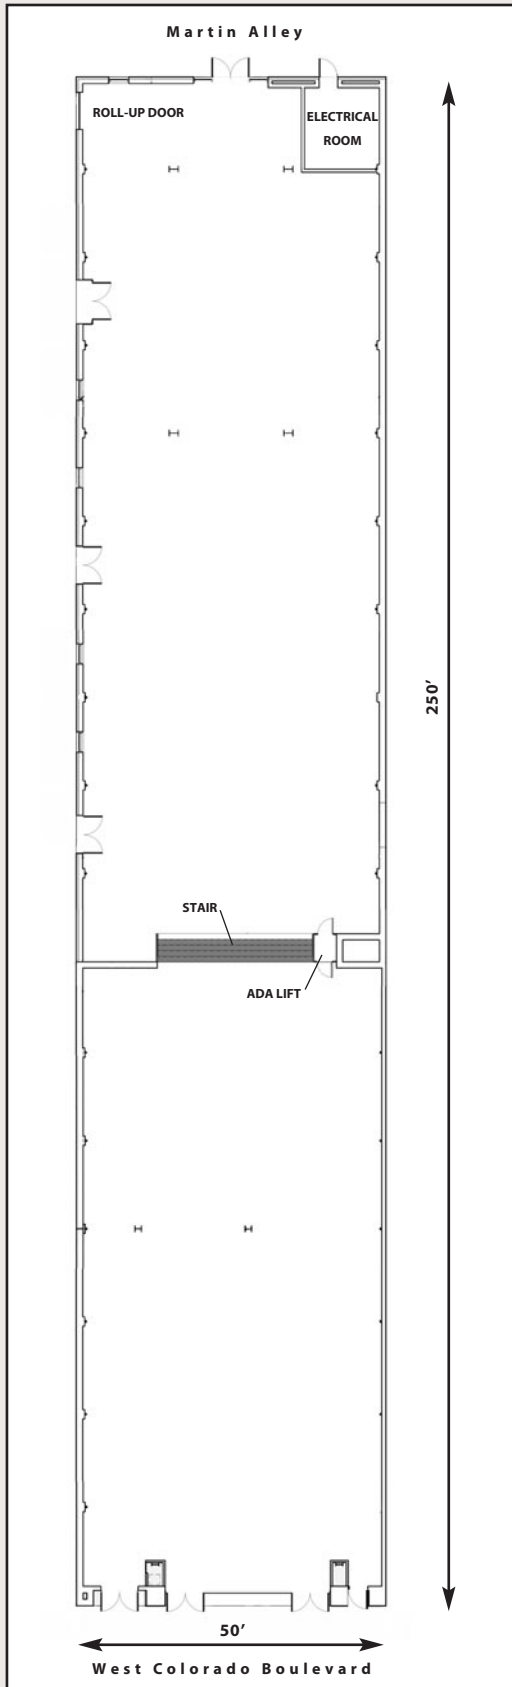 Martin Alley
ROLL-UP DOOR
ELECTRICAL
ROOM
250′
STAIR
ADA LIFT
50′
West Colorado Boulevard